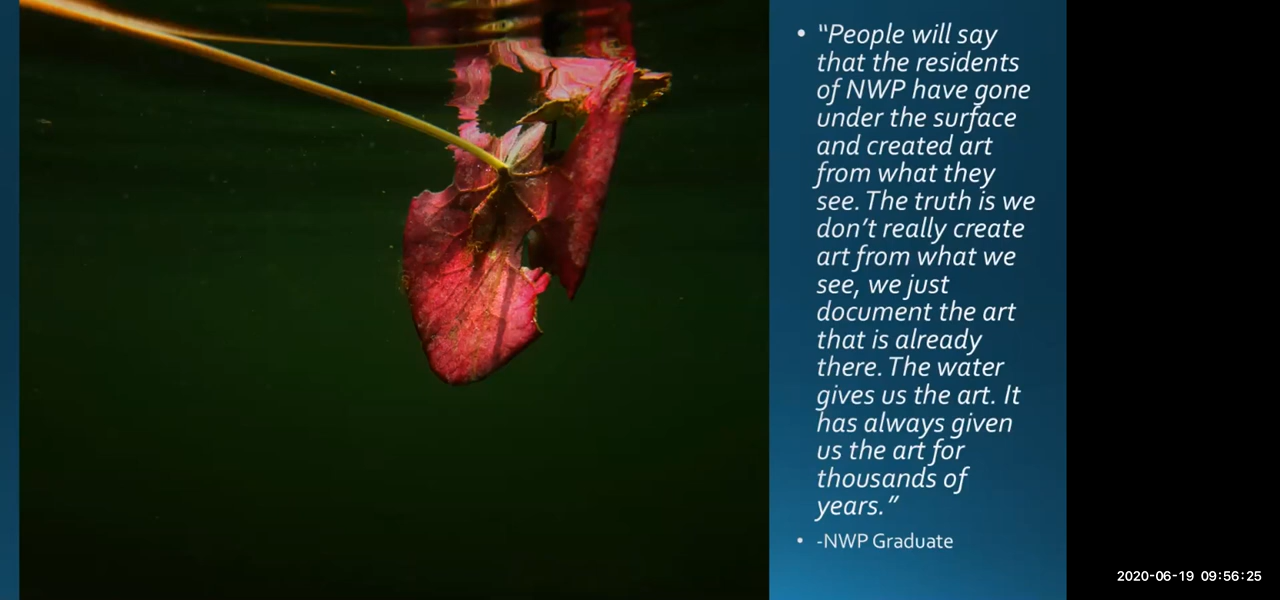 • “People will say
that the residents
of NWP have gone
under the surface
and created art
from what they
see. The truth is we
don’t really create
art from what we
see, we just
document the art
that is already
there. The water
gives us the art. It
has always given
us the art for
thousands of
years.”
• -NWP Graduate
2020-06-19 09:56:25